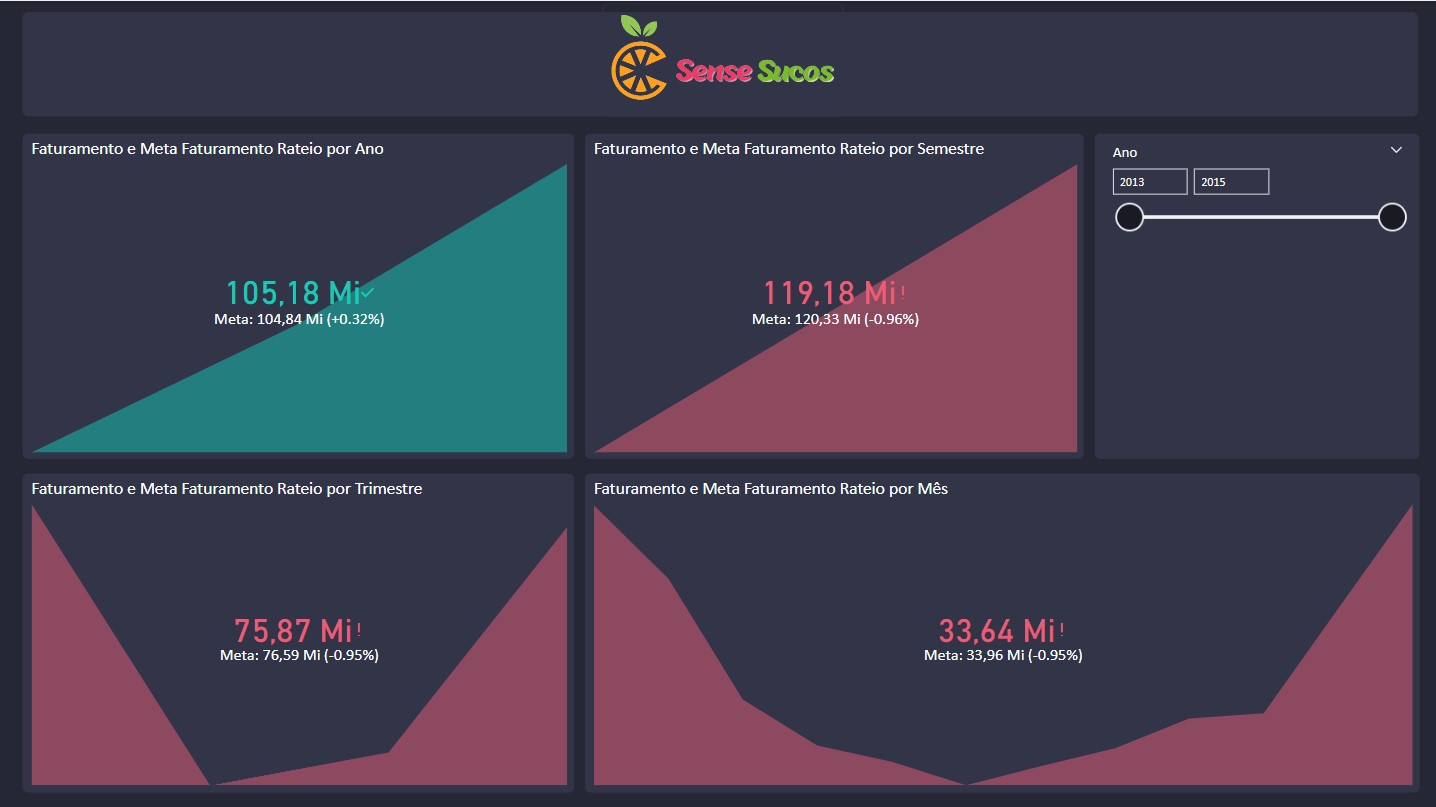 Sense Sucos
Faturamento e Meta Faturamento Rateio por Ano
105,18 Mi✓
Meta: 104,84 Mi (+0.32%)
Faturamento e Meta Faturamento Rateio por Semestre
119,18 Mi!
Meta: 120,33 Mi (-0.96%)
Ano
2013 2015
Faturamento e Meta Faturamento Rateio por Trimestre
75,87 Mi!
Meta: 76,59 Mi (-0.95%)
Faturamento e Meta Faturamento Rateio por Mês
33,64 Mi!
Meta: 33,96 Mi (-0.95%)